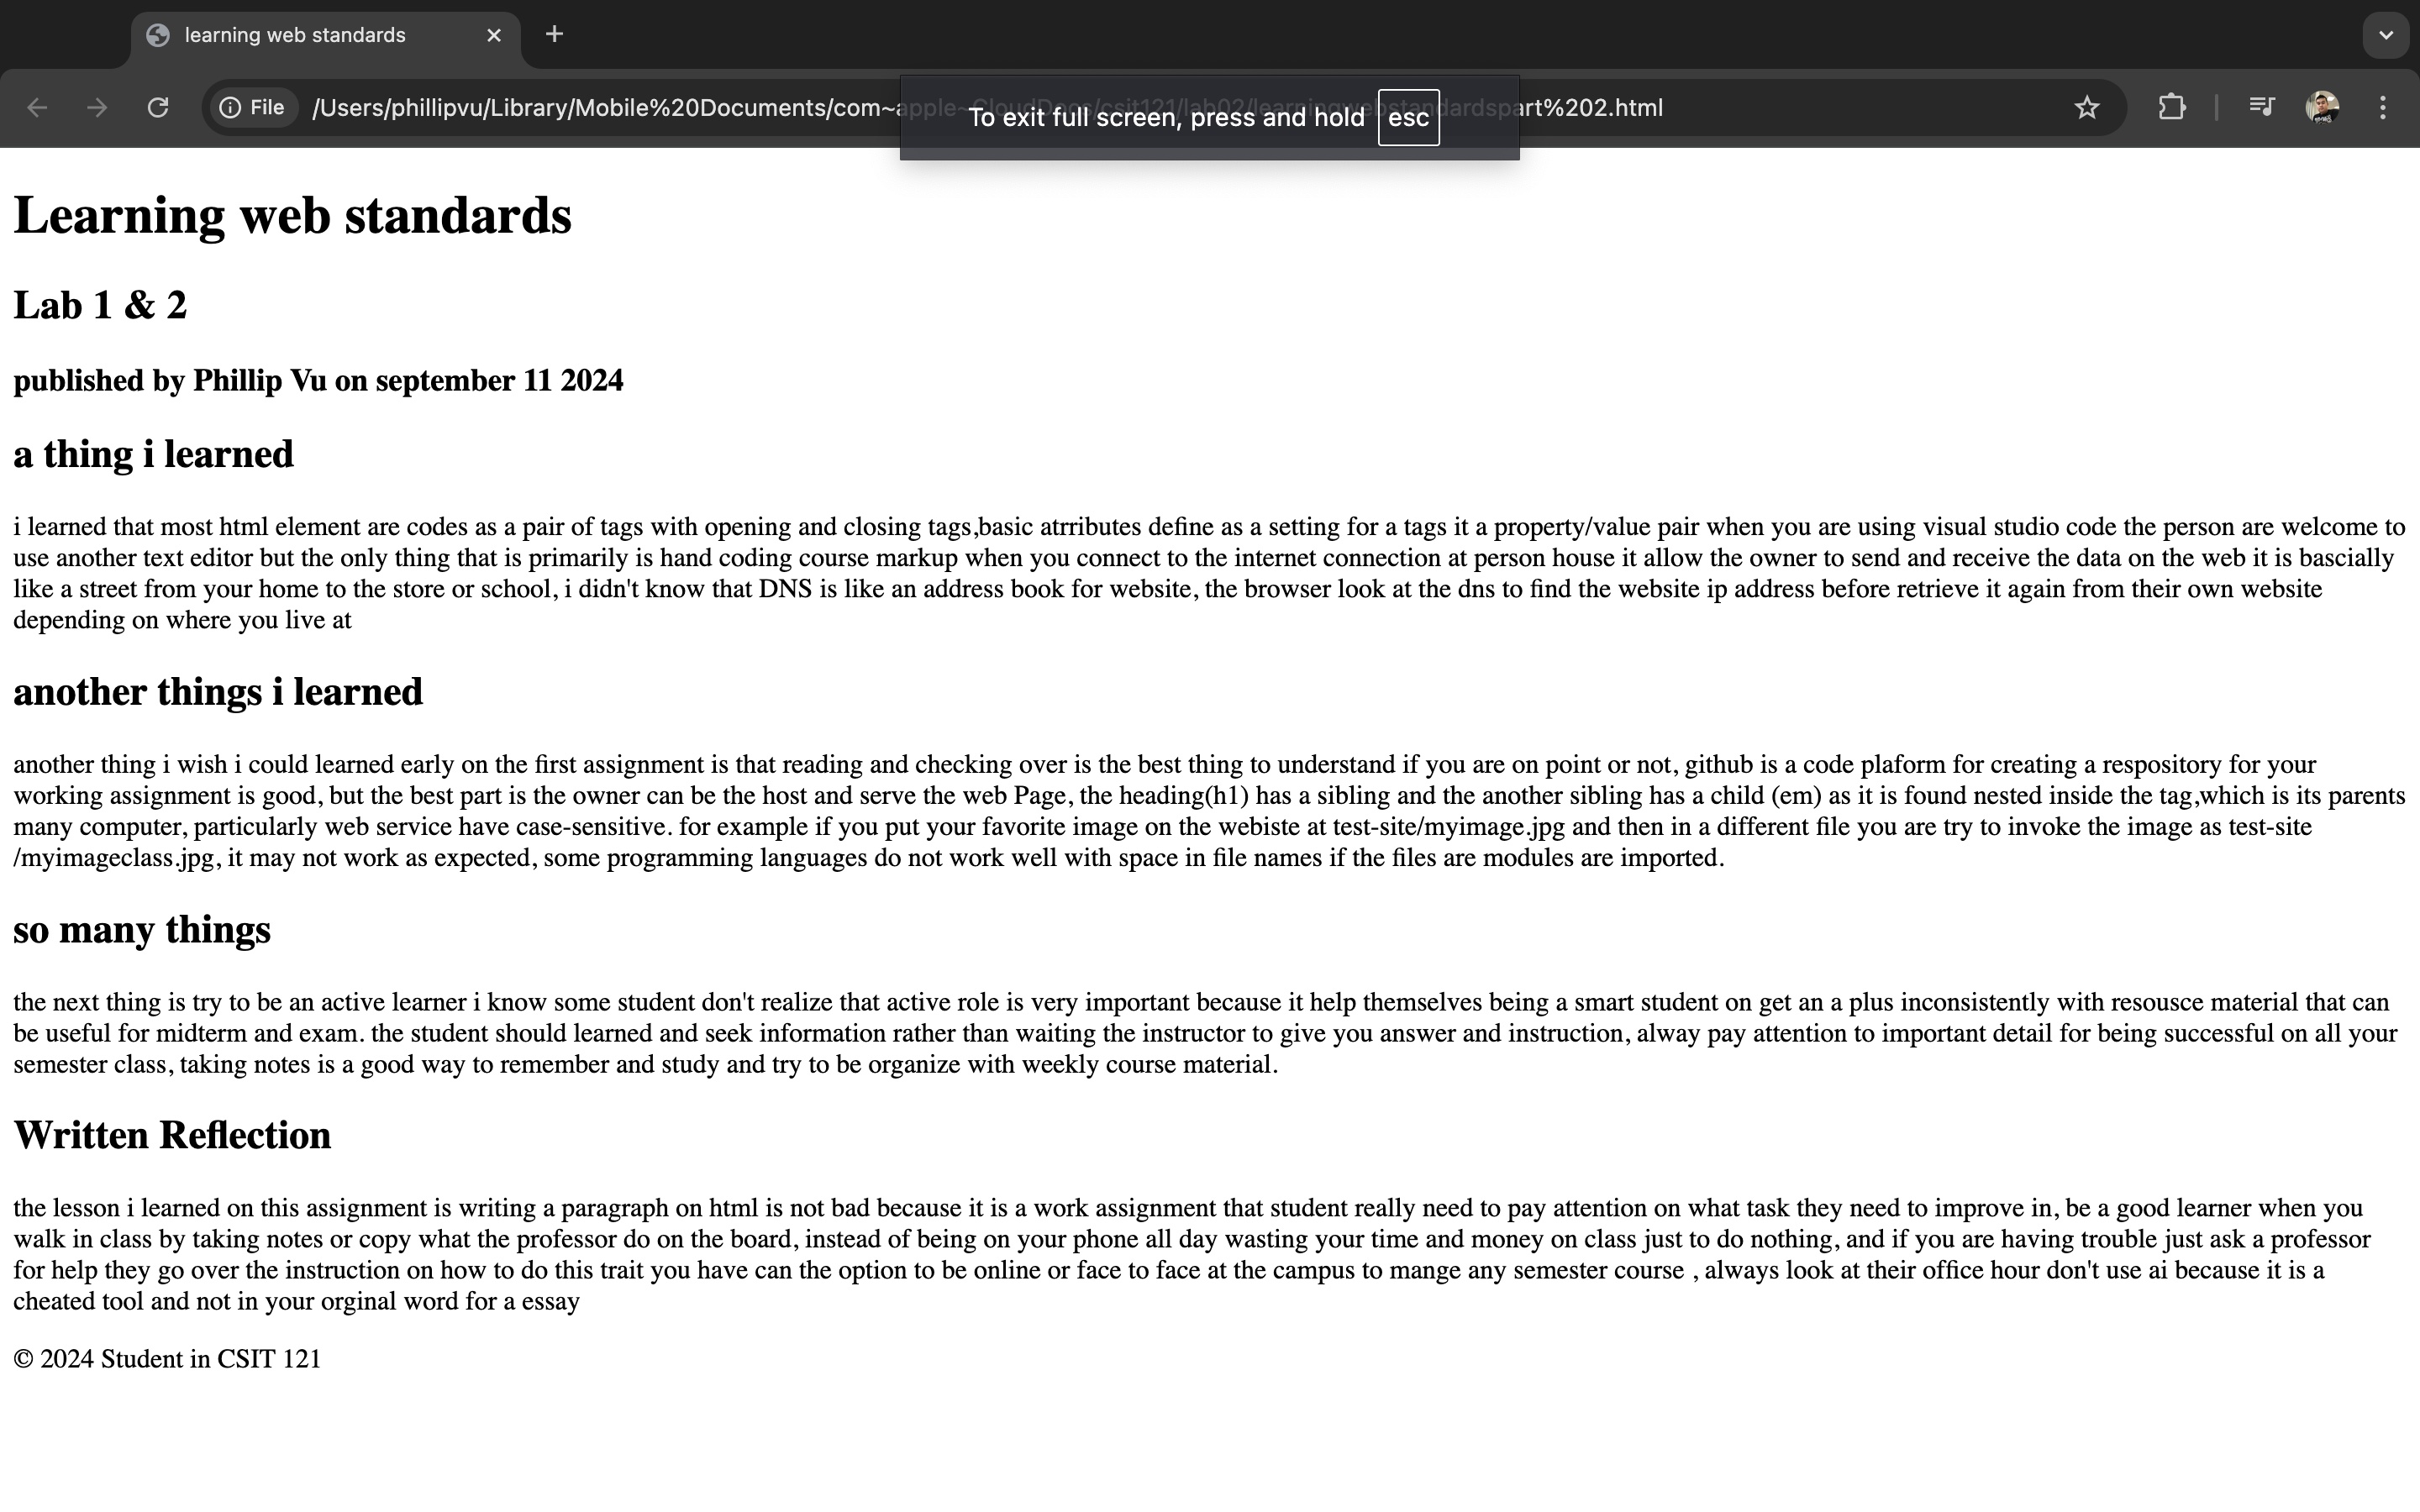 learning web standards
File
/Users/phillipvu/Library/Mobile%20Documents/com~apple~CloudDocs/csit121/lab02/learningwebstandardspart%202.html
To exit full screen, press and hold esc
Learning web standards
Lab 1 & 2
published by Phillip Vu on september 11 2024
a thing i learned
i learned that most html element are codes as a pair of tags with opening and closing tags,basic atrributes define as a setting for a tags it a property/value pair when you are using visual studio code the person are welcome to
use another text editor but the only thing that is primarily is hand coding course markup when you connect to the internet connection at person house it allow the owner to send and receive the data on the web it is bascially
like a street from your home to the store or school, i didn't know that DNS is like an address book for website, the browser look at the dns to find the website ip address before retrieve it again from their own website
depending on where you live at
another things i learned
another thing i wish i could learned early on the first assignment is that reading and checking over is the best thing to understand if you are on point or not, github is a code plaform for creating a respository for your
working assignment is good, but the best part is the owner can be the host and serve the web Page, the heading(h1) has a sibling and the another sibling has a child (em) as it is found nested inside the tag,which is its parents
many computer, particularly web service have case-sensitive. for example if you put your favorite image on the webiste at test-site/myimage.jpg and then in a different file you are try to invoke the image as test-site
/myimageclass.jpg, it may not work as expected, some programming languages do not work well with space in file names if the files are modules are imported.
so many things
the next thing is try to be an active learner i know some student don't realize that active role is very important because it help themselves being a smart student on get an a plus inconsistently with resousce material that can
be useful for midterm and exam. the student should learned and seek information rather than waiting the instructor to give you answer and instruction, alway pay attention to important detail for being successful on all your
semester class, taking notes is a good way to remember and study and try to be organize with weekly course material.
Written Reflection
the lesson i learned on this assignment is writing a paragraph on html is not bad because it is a work assignment that student really need to pay attention on what task they need to improve in, be a good learner when you
walk in class by taking notes or copy what the professor do on the board, instead of being on your phone all day wasting your time and money on class just to do nothing, and if you are having trouble just ask a professor
for help they go over the instruction on how to do this trait you have can the option to be online or face to face at the campus to mange any semester course , always look at their office hour don't use ai because it is a
cheated tool and not in your orginal word for a essay
© 2024 Student in CSIT 121